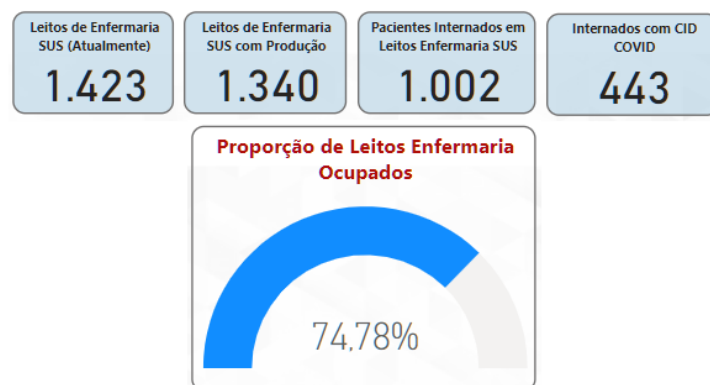 Leitos de Enfermaria
SUS (Atualmente)
1.423
Leitos de Enfermaria
SUS com Produção
1.340
Pacientes Internados em
Leitos Enfermaria SUS
1.002
Internados com CID
COVID
443
Proporção de Leitos Enfermaria
Ocupados
74,78%